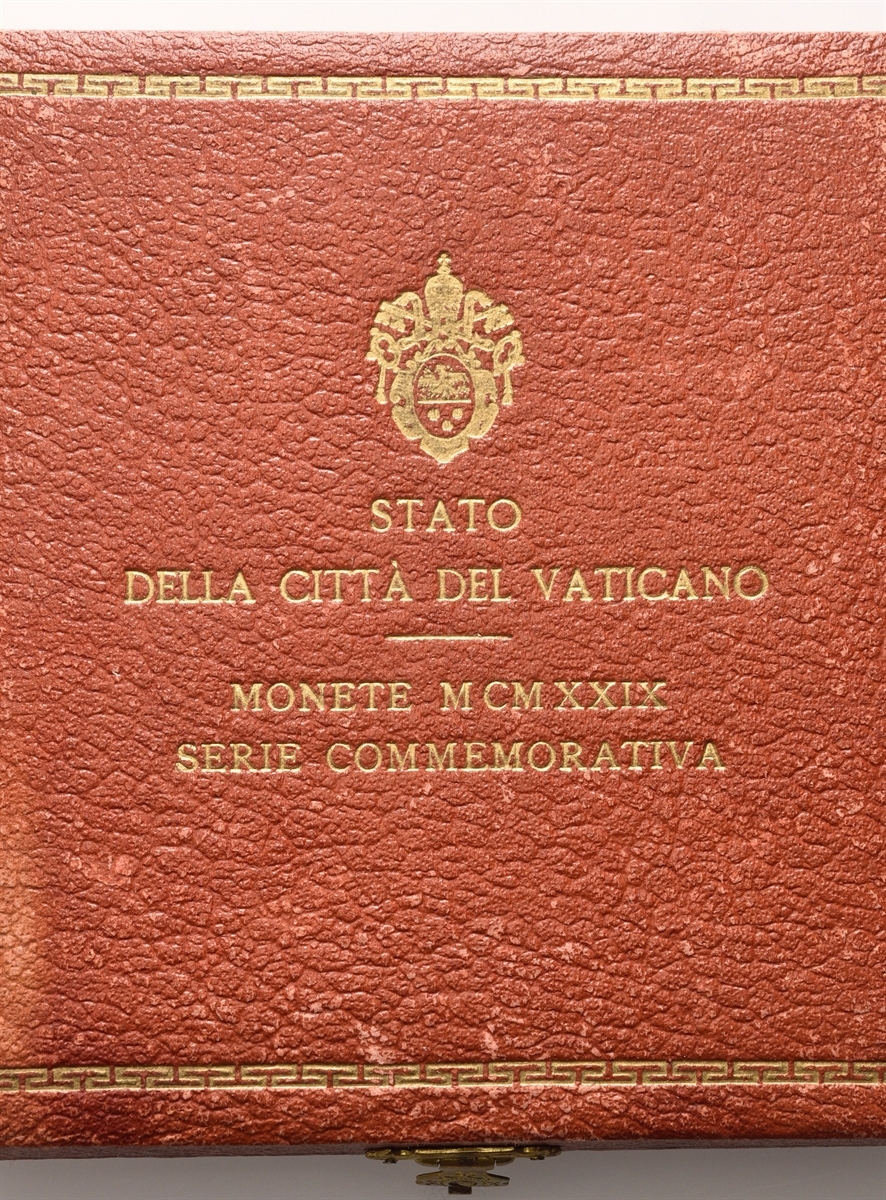 STATO
DELLA CITTÀ DEL VATICANO
MONETE MCMXXIX
SERIE COMMEMORATIVA